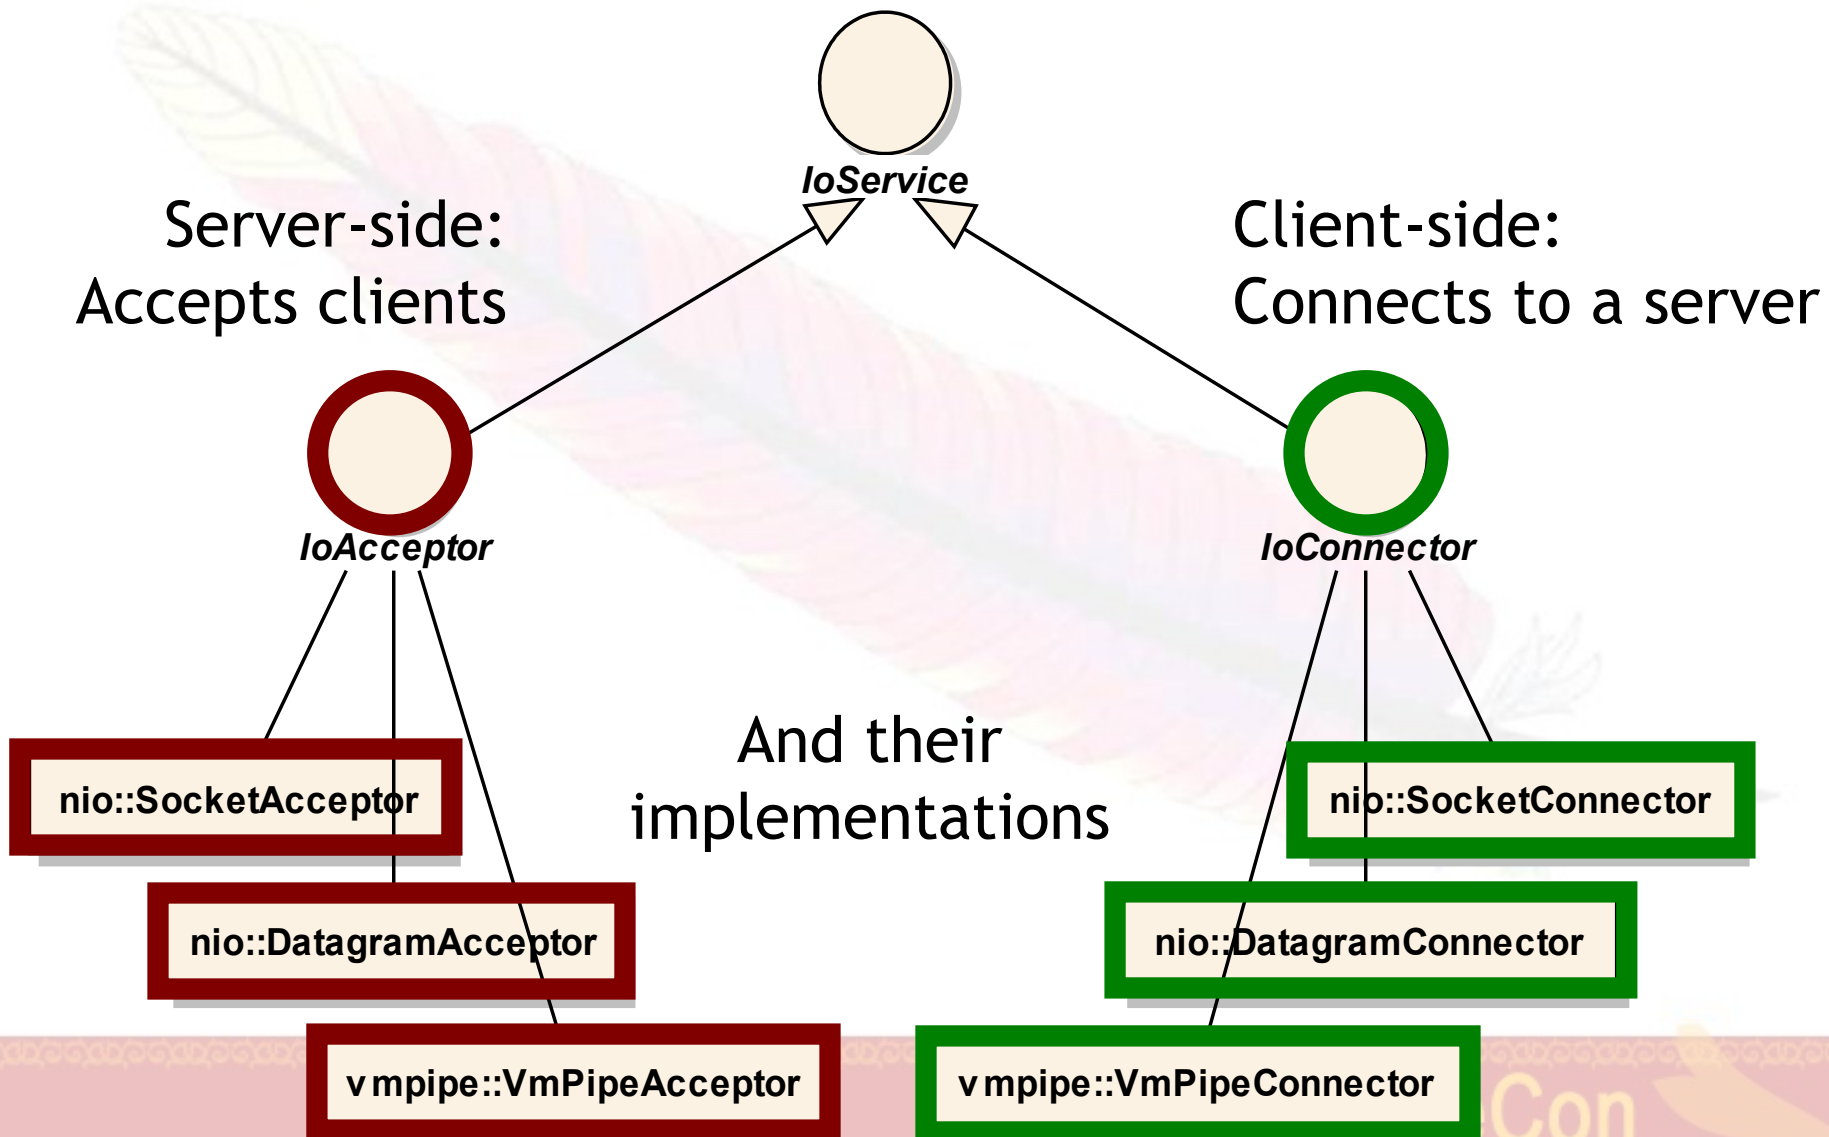 IoService
Server-side:
Accepts clients
Client-side:
Connects to a server
IoAcceptor
IoConnector
And their
implementations
nio::SocketAcceptor
nio::SocketConnector
nio::DatagramAcceptor
nio::DatagramConnector
vmpipe::VmPipeAcceptor
vmpipe::VmPipeConnector